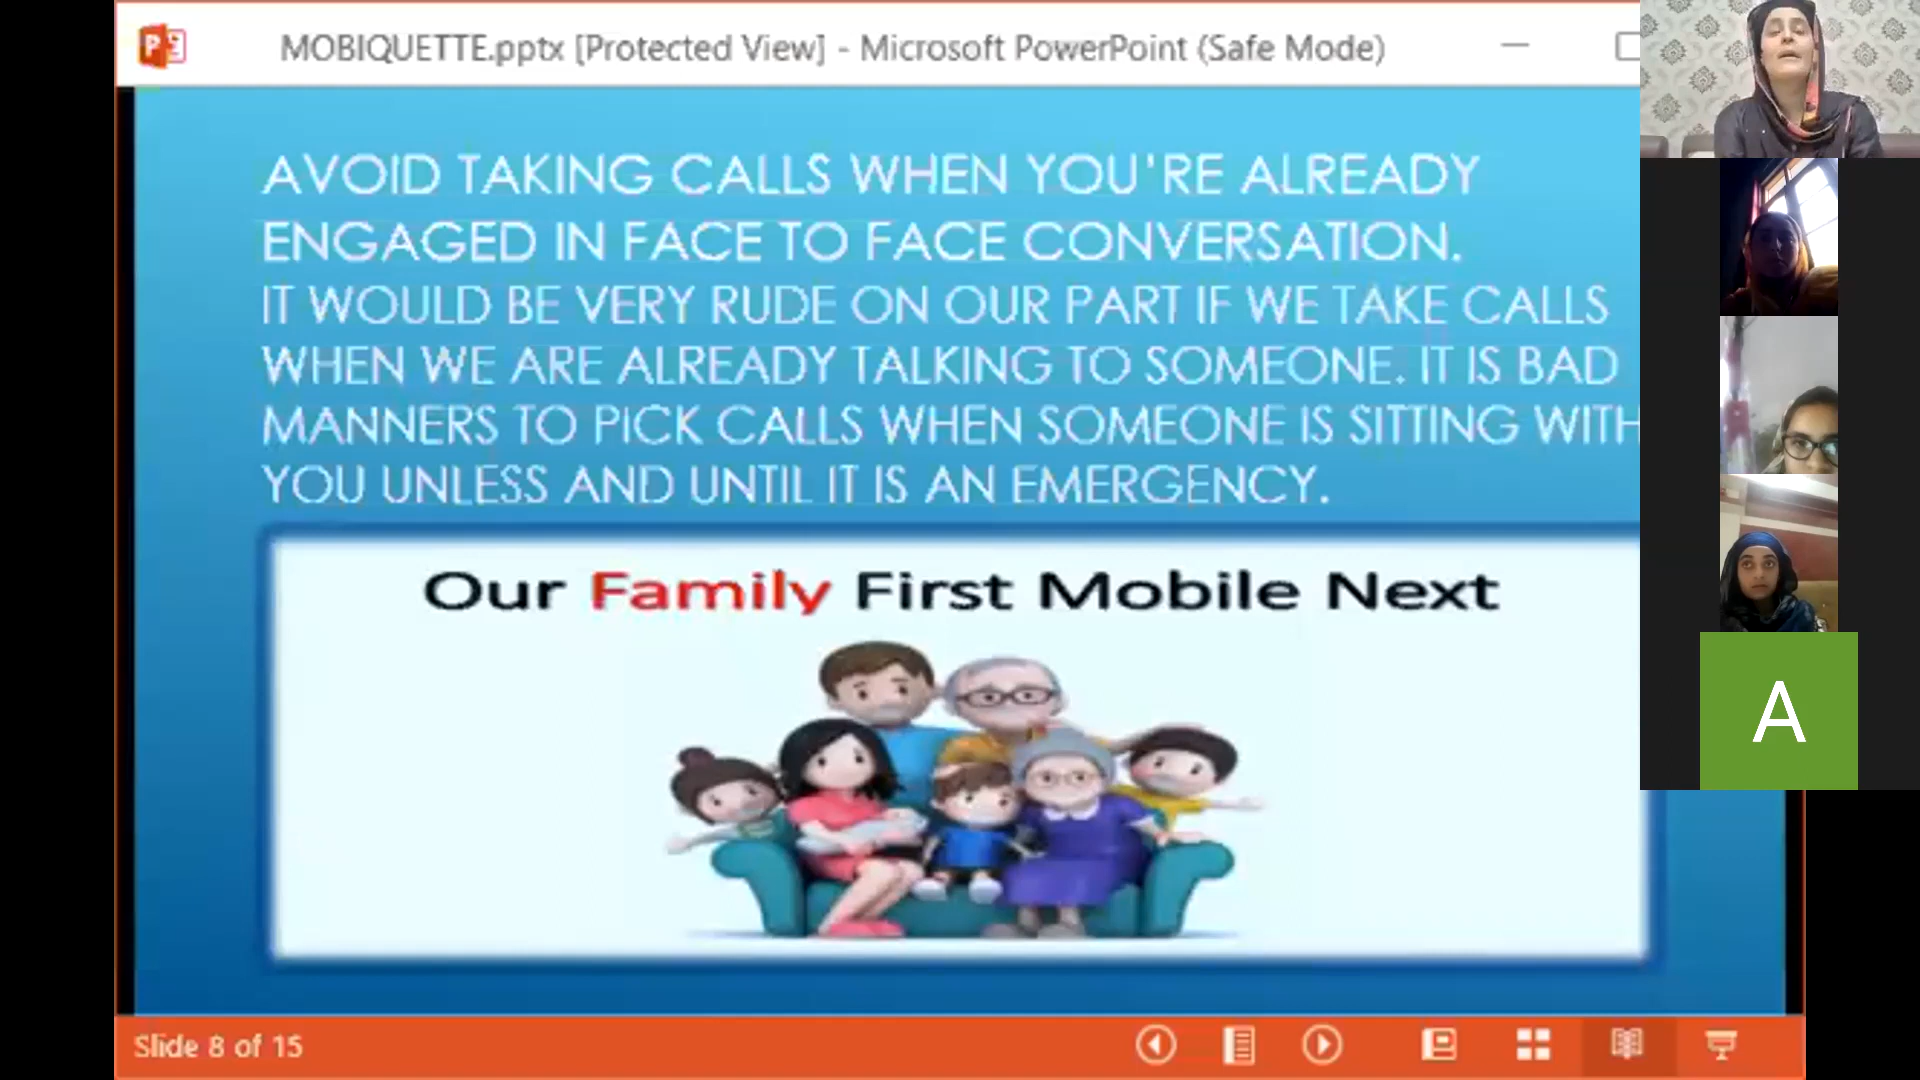 MOBIQUETTE.pptx [Protected View] - Microsoft PowerPoint (Safe Mode)
AVOID TAKING CALLS WHEN YOU'RE ALREADY
ENGAGED IN FACE TO FACE CONVERSATION.
IT WOULD BE VERY RUDE ON OUR PART IF WE TAKE CALLS
WHEN WE ARE ALREADY TALKING TO SOMEONE. IT IS BAD
MANNERS TO PICK CALLS WHEN SOMEONE IS SITTING WITH
YOU UNLESS AND UNTIL IT IS AN EMERGENCY.
Our Family First Mobile Next
A
Slide 8 of 15